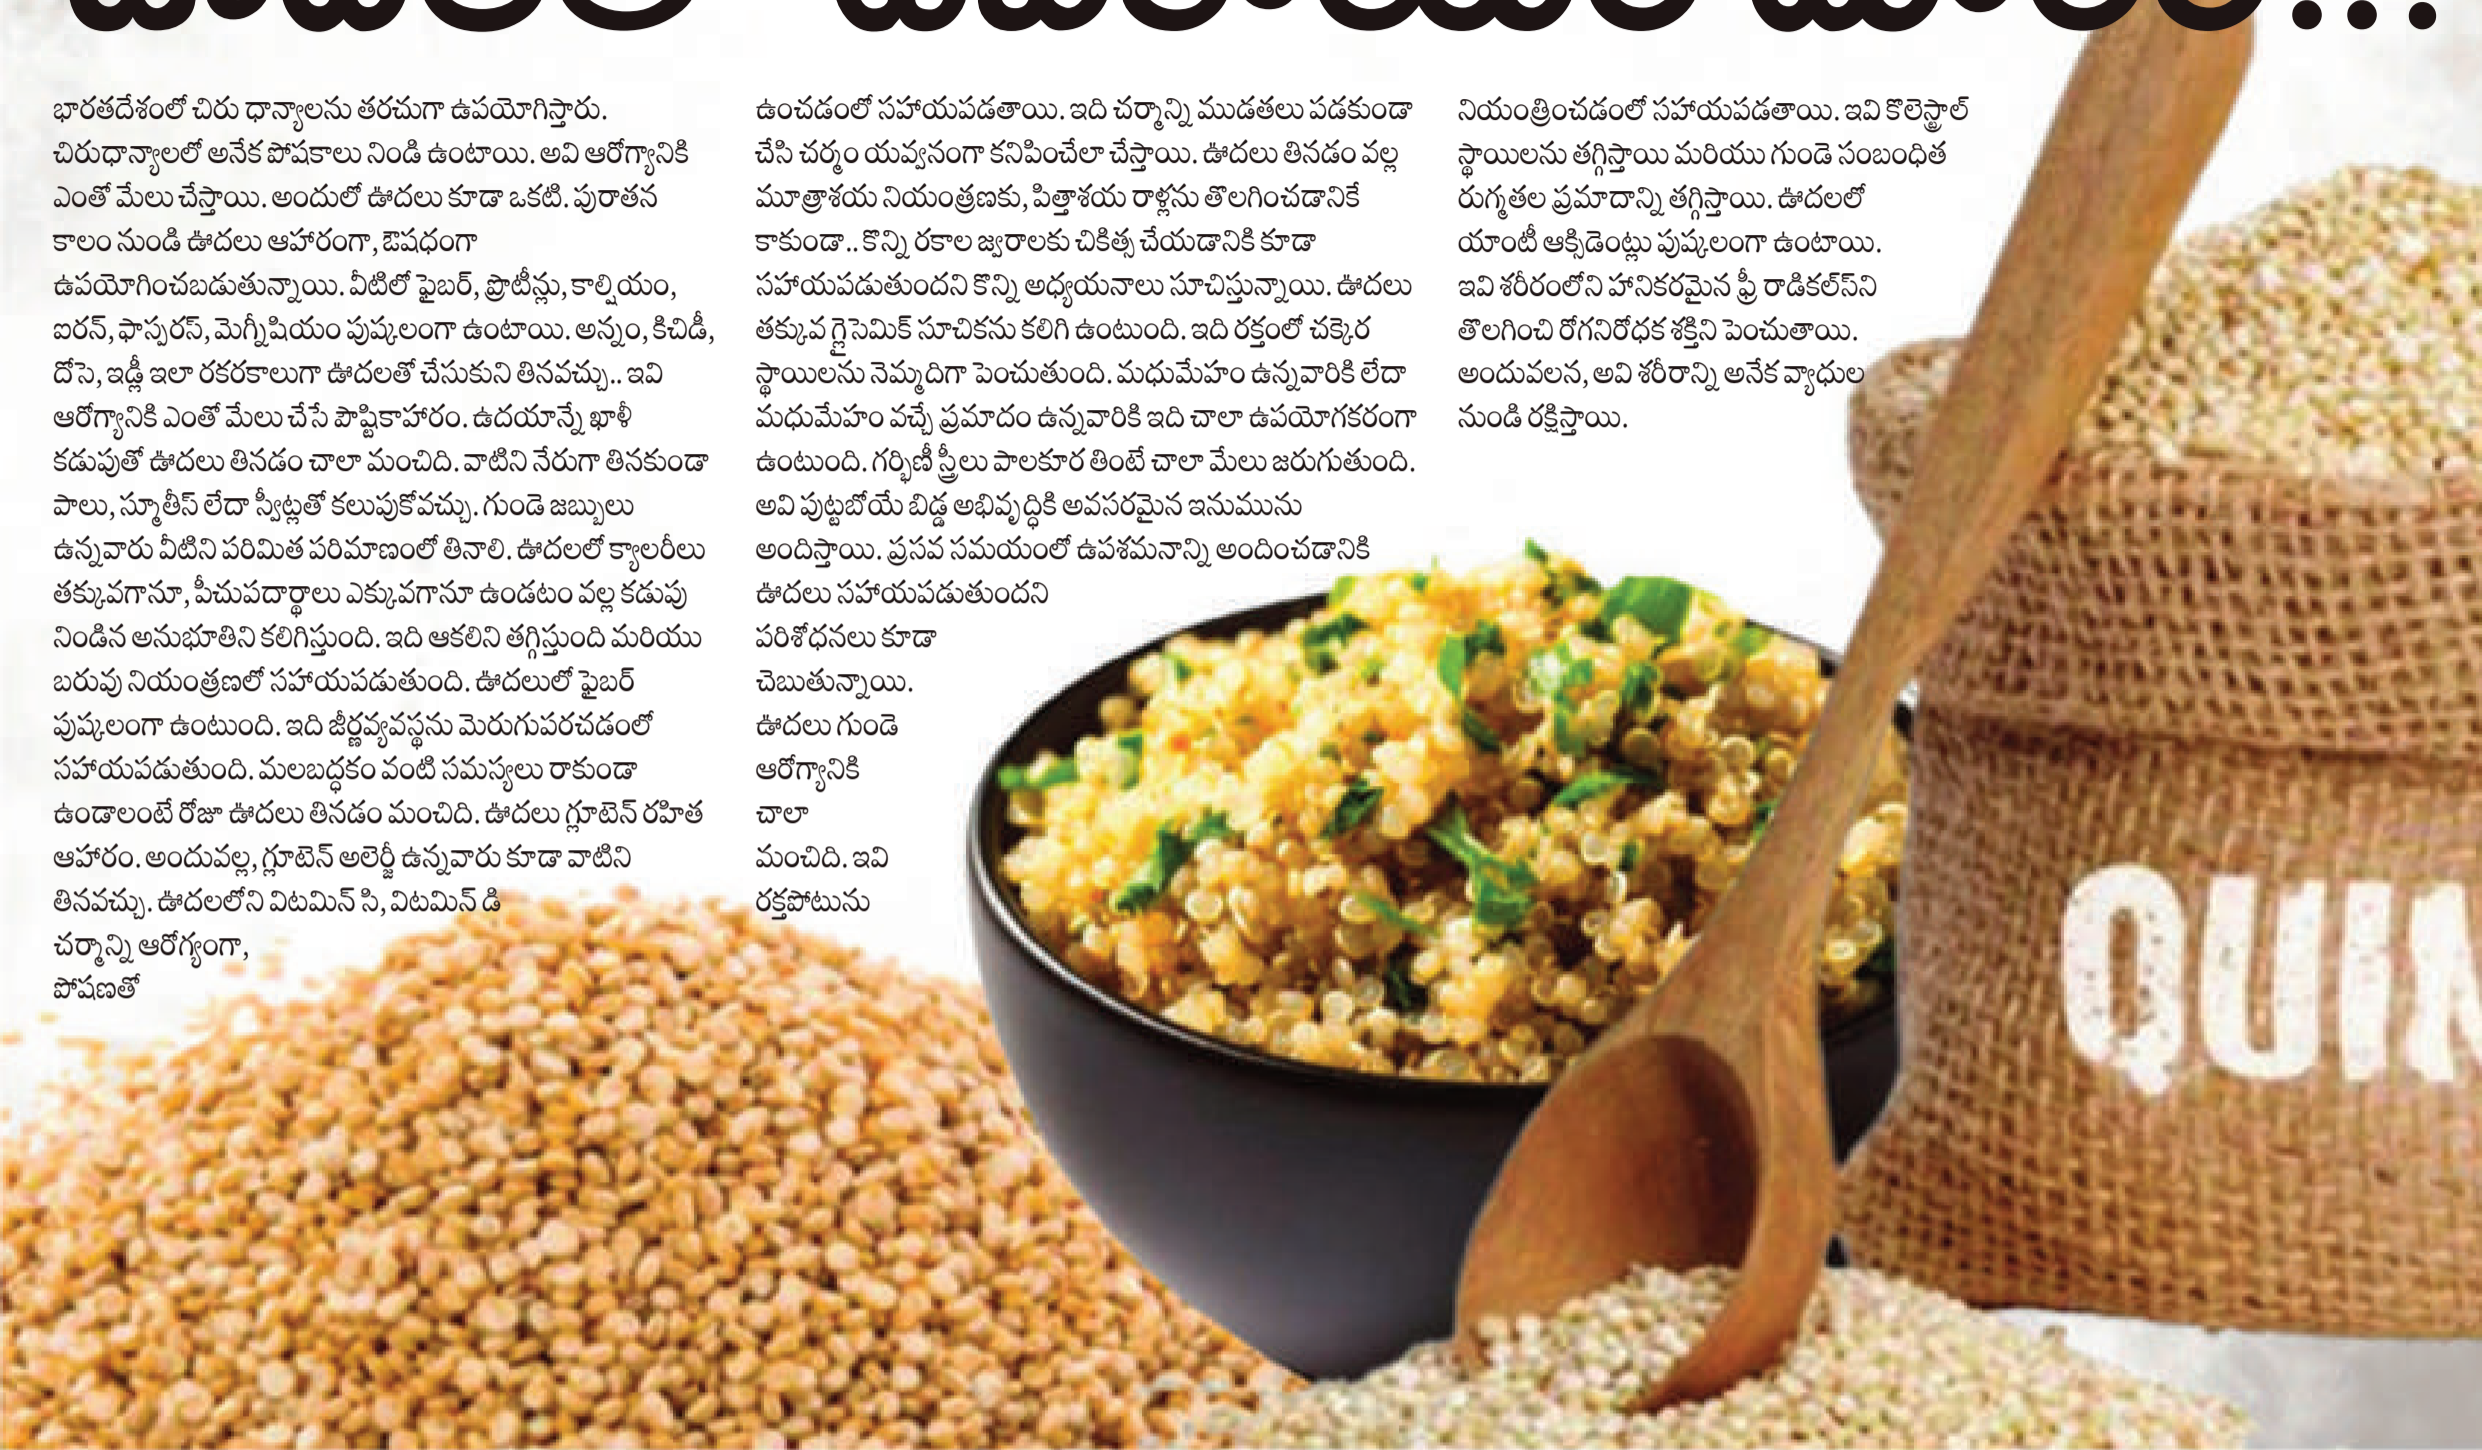 భారతదేశంలో చిరు ధాన్యాలను తరచుగా ఉపయోగిస్తారు.
చిరుధాన్యాలలో అనేక పోషకాలు నిండి ఉంటాయి. అవి ఆరోగ్యానికి
ఎంతో మేలు చేస్తాయి. అందులో ఊదలు కూడా ఒకటి. పురాతన
కాలం నుండి ఊదలు ఆహారంగా, ఔషధంగా
ఉపయోగించబడుతున్నాయి. వీటిలో ఫైబర్, ప్రొటీన్లు, కాల్షియం,
ఐరన్, ఫాస్పరస్, మెగ్నీషియం పుష్కలంగా ఉంటాయి. అన్నం, కిచిడీ,
దోసె, ఇడ్లీ ఇలా రకరకాలుగా ఊదలతో చేసుకుని తినవచ్చు.. ఇవి
ఆరోగ్యానికి ఎంతో మేలు చేసే పౌష్టికాహారం. ఉదయాన్నే ఖాళీ
కడుపుతో ఊదలు తినడం చాలా మంచిది. వాటిని నేరుగా తినకుండా
పాలు, స్మూతీస్ లేదా స్వీట్లతో కలుపుకోవచ్చు. గుండె జబ్బులు
ఉన్నవారు వీటిని పరిమిత పరిమాణంలో తినాలి. ఊదలలో క్యాలరీలు
తక్కువగానూ, పీచుపదార్థాలు ఎక్కువగానూ ఉండటం వల్ల కడుపు
నిండిన అనుభూతిని కలిగిస్తుంది. ఇది ఆకలిని తగ్గిస్తుంది మరియు
బరువు నియంత్రణలో సహాయపడుతుంది. ఊదలులో ఫైబర్
పుష్కలంగా ఉంటుంది. ఇది జీర్ణవ్యవస్థను మెరుగుపరచడంలో
సహాయపడుతుంది. మలబద్ధకం వంటి సమస్యలు రాకుండా
ఉండాలంటే రోజూ ఊదలు తినడం మంచిది. ఊదలు గ్లూటెన్ రహిత
ఆహారం. అందువల్ల, గ్లూటెన్ అలెర్జీ ఉన్నవారు కూడా వాటిని
తినవచ్చు. ఊదలలోని విటమిన్ సి, విటమిన్ డి
చర్మాన్ని ఆరోగ్యంగా,
పోషణతో
ఉంచడంలో సహాయపడతాయి. ఇది చర్మాన్ని ముడతలు పడకుండా
చేసి చర్మం యవ్వనంగా కనిపించేలా చేస్తాయి. ఊదలు తినడం వల్ల
మూత్రాశయ నియంత్రణకు, పిత్తాశయ రాళ్లను తొలగించడానికే
కాకుండా.. కొన్ని రకాల జ్వరాలకు చికిత్స చేయడానికి కూడా
సహాయపడుతుందని కొన్ని అధ్యయనాలు సూచిస్తున్నాయి. ఊదలు
తక్కువ గ్లైసెమిక్ సూచికను కలిగి ఉంటుంది. ఇది రక్తంలో చక్కెర
స్థాయిలను నెమ్మదిగా పెంచుతుంది. మధుమేహం ఉన్నవారికి లేదా
మధుమేహం వచ్చే ప్రమాదం ఉన్నవారికి ఇది చాలా ఉపయోగకరంగా
ఉంటుంది. గర్భిణీ స్త్రీలు పాలకూర తింటే చాలా మేలు జరుగుతుంది.
అవి పుట్టబోయే బిడ్డ అభివృద్ధికి అవసరమైన ఇనుమును
అందిస్తాయి. ప్రసవ సమయంలో ఉపశమనాన్ని అందించడానికి
ఊదలు సహాయపడుతుందని
పరిశోధనలు కూడా
చెబుతున్నాయి.
ఊదలు గుండె
ఆరోగ్యానికి
చాలా
మంచిది. ఇవి
రక్తపోటును
నియంత్రించడంలో సహాయపడతాయి. ఇవి కొలెస్ట్రాల్
స్థాయిలను తగ్గిస్తాయి మరియు గుండె సంబంధిత
రుగ్మతల ప్రమాదాన్ని తగ్గిస్తాయి. ఊదలలో
యాంటీ ఆక్సిడెంట్లు పుష్కలంగా ఉంటాయి.
ఇవి శరీరంలోని హానికరమైన ఫ్రీ రాడికల్స్‌ని
తొలగించి రోగనిరోధక శక్తిని పెంచుతాయి.
అందువలన, అవి శరీరాన్ని అనేక వ్యాధుల
నుండి రక్షిస్తాయి.